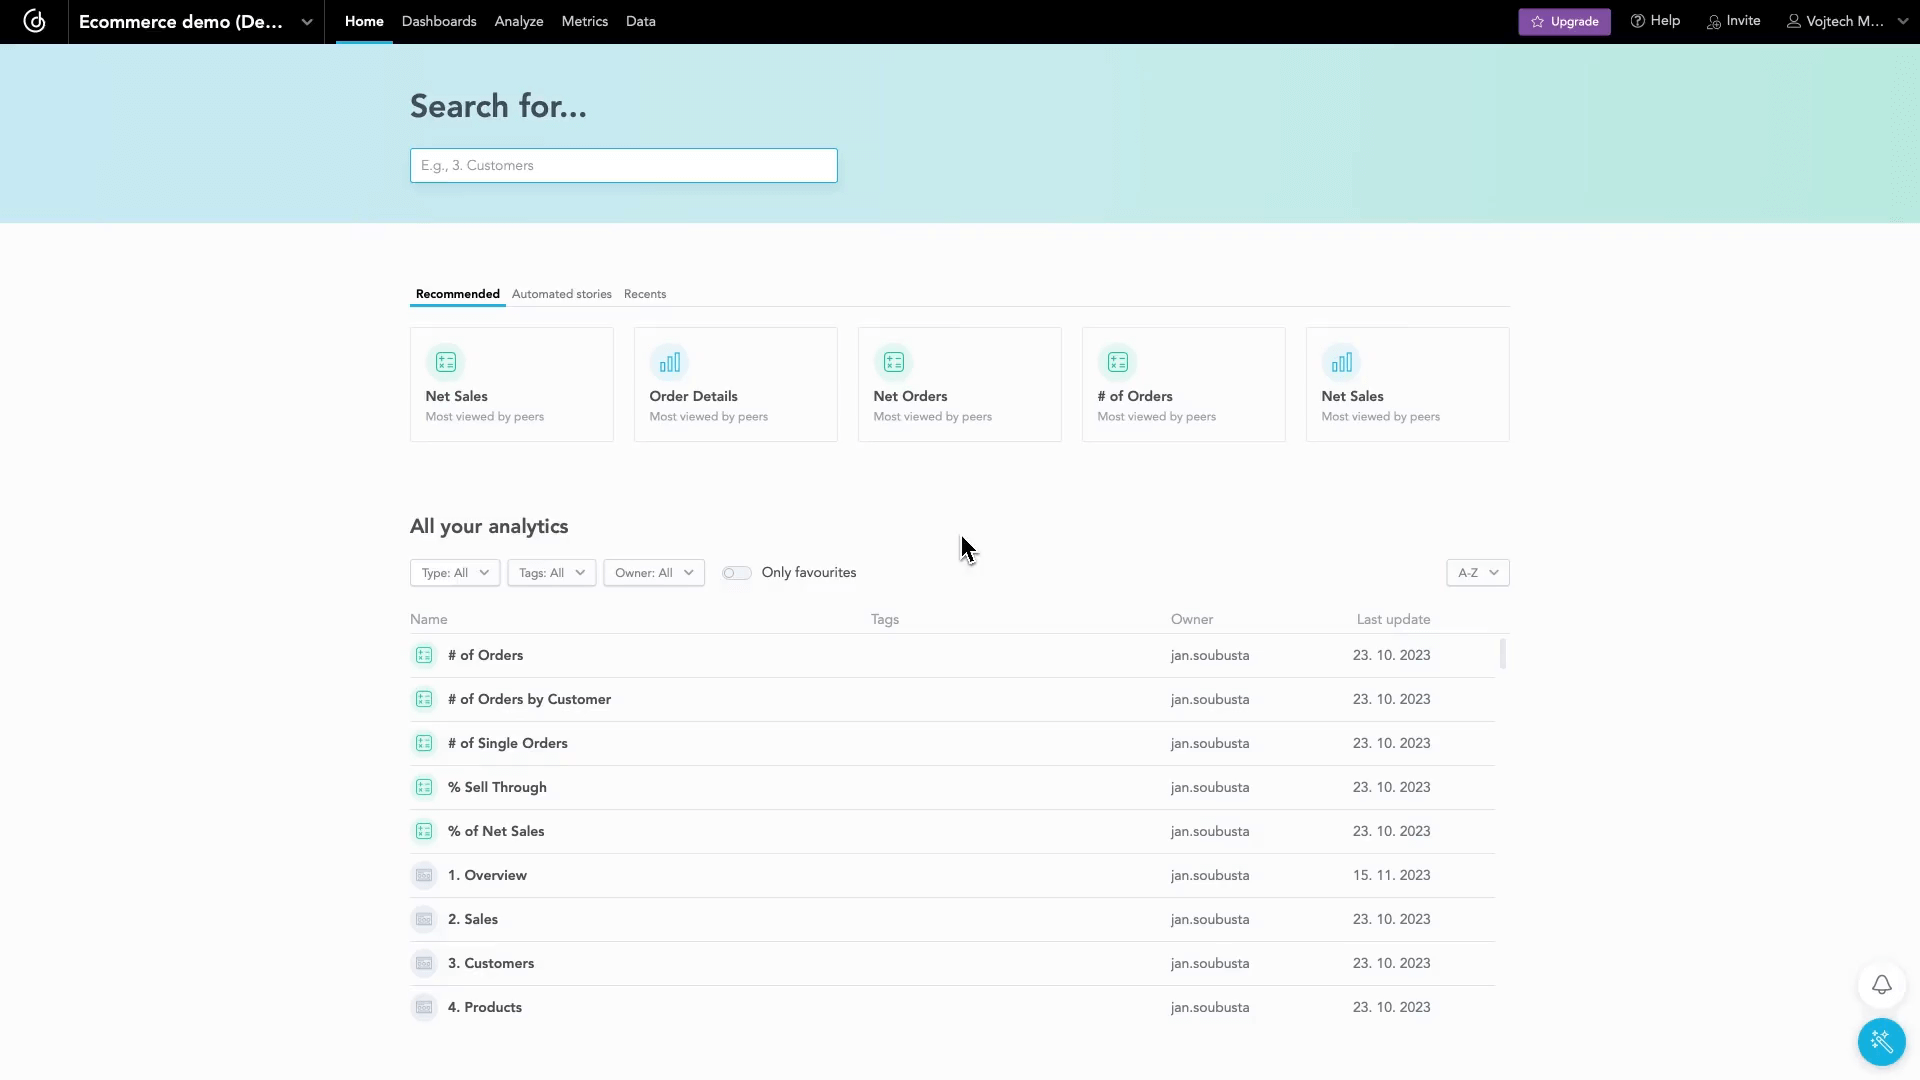 Ecommerce demo (De...
Home Dashboards Analyze Metrics Data
Upgrade Help Invite Vojtech M...
Search for...
E.g., 3. Customers
Recommended Automated stories Recents
Net Sales
Most viewed by peers
Order Details
Most viewed by peers
Net Orders
Most viewed by peers
# of Orders
Most viewed by peers
Net Sales
Most viewed by peers
All your analytics
Type: All Tags: All Owner: All Only favourites A-Z
Name Tags Owner Last update
# of Orders jan.soubusta 23. 10. 2023
# of Orders by Customer jan.soubusta 23. 10. 2023
# of Single Orders jan.soubusta 23. 10. 2023
% Sell Through jan.soubusta 23. 10. 2023
% of Net Sales jan.soubusta 23. 10. 2023
1. Overview jan.soubusta 15. 11. 2023
2. Sales jan.soubusta 23. 10. 2023
3. Customers jan.soubusta 23. 10. 2023
4. Products jan.soubusta 23. 10. 2023